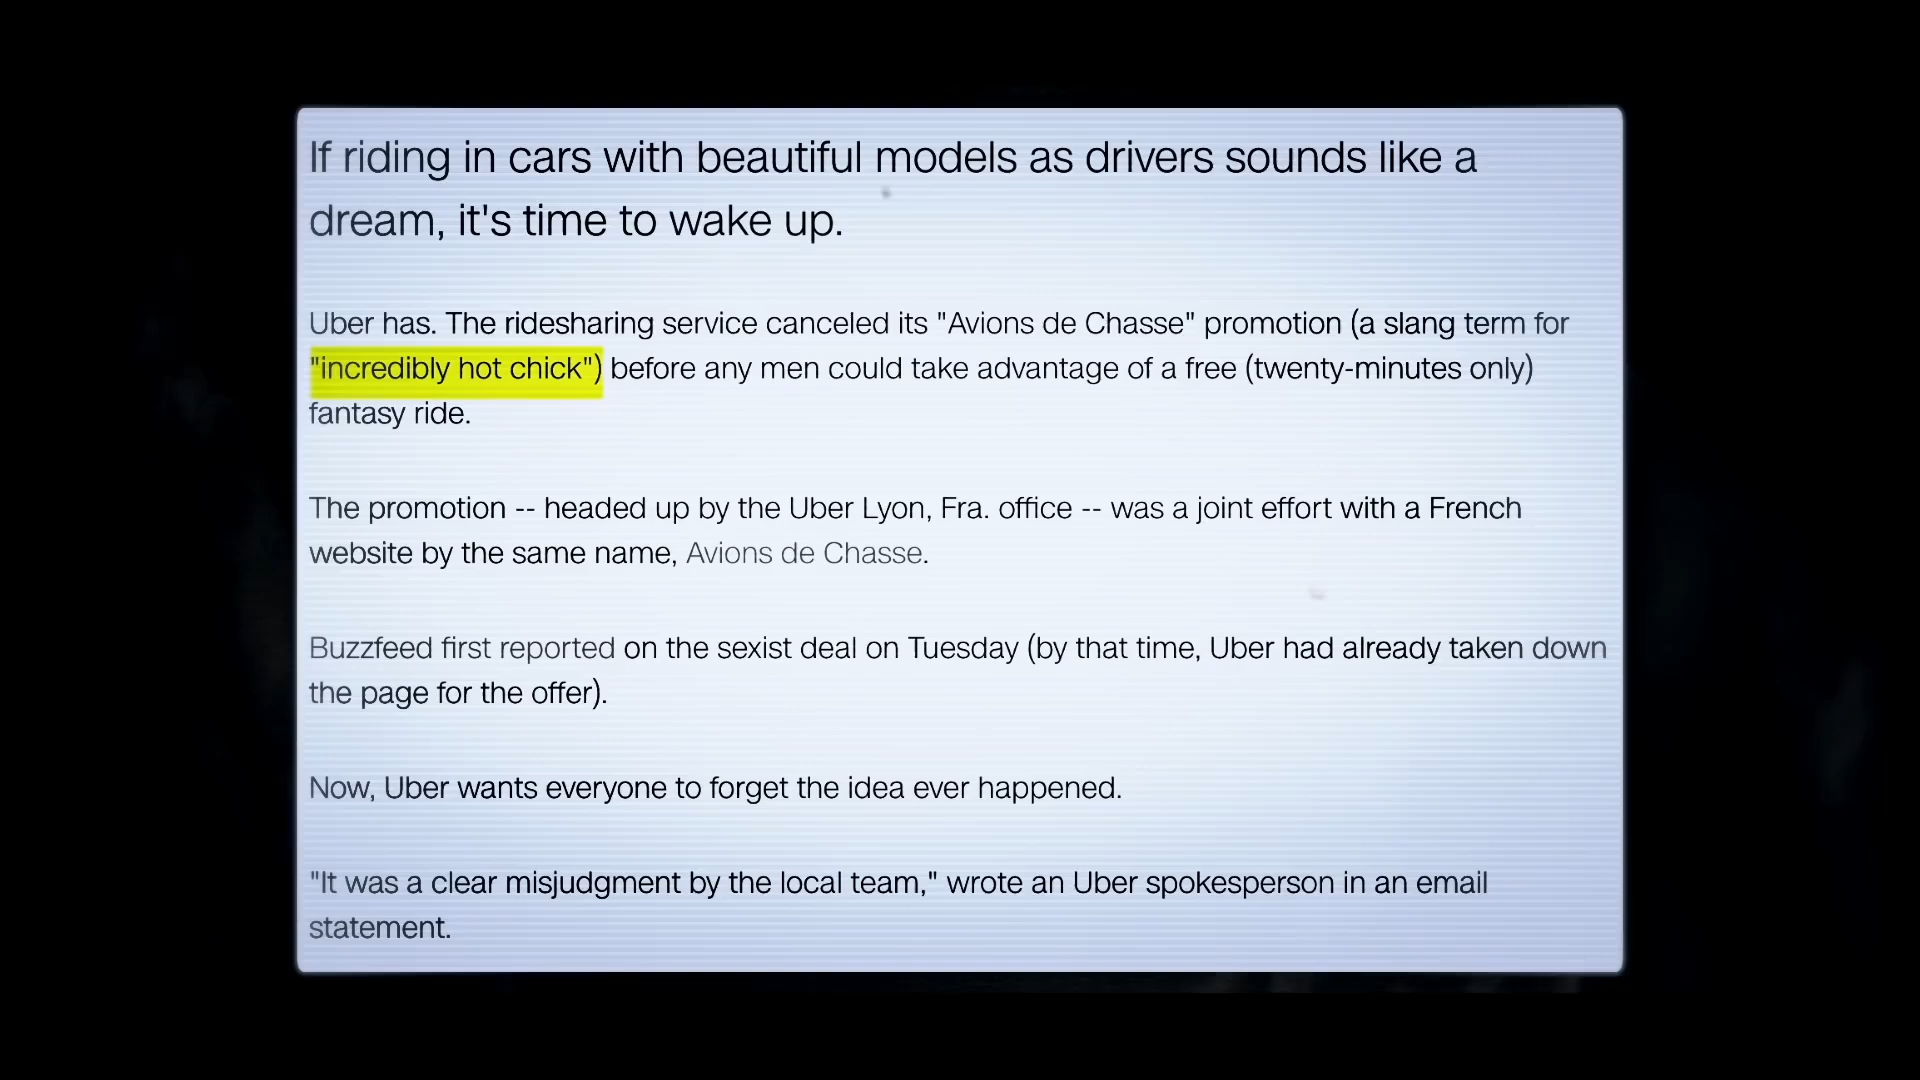 If riding in cars with beautiful models as drivers sounds like a
dream, it's time to wake up.
Uber has. The ridesharing service canceled its "Avions de Chasse" promotion (a slang term for
"incredibly hot chick") before any men could take advantage of a free (twenty-minutes only)
fantasy ride.
The promotion -- headed up by the Uber Lyon, Fra. office -- was a joint effort with a French
website by the same name, Avions de Chasse.
Buzzfeed first reported on the sexist deal on Tuesday (by that time, Uber had already taken down
the page for the offer).
Now, Uber wants everyone to forget the idea ever happened.
"It was a clear misjudgment by the local team," wrote an Uber spokesperson in an email
statement.